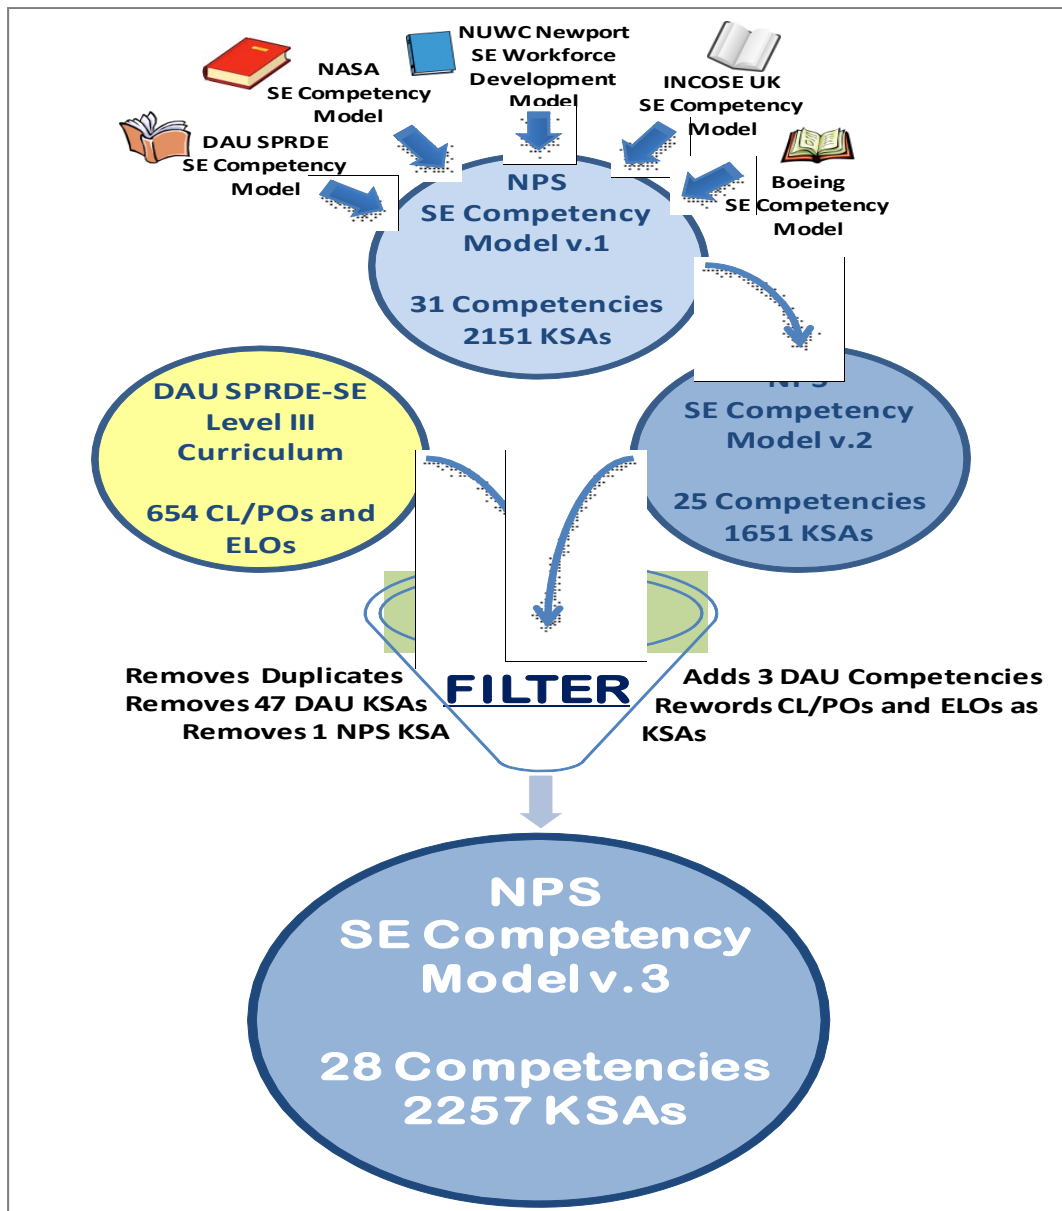 NUWC Newport
SE Workforce
Development
Model
NASA
SE Competency
Model
INCOSE UK
SE Competency
Model
DAU SPRDE
SE Competency
Model
Boeing
SE Competency
Model
NPS
SE Competency
Model v.1
31 Competencies
2151 KSAs
DAU SPRDE-SE
Level III
Curriculum
654 CL/POs and
ELOs
NPS
SE Competency
Model v.2
25 Competencies
1651 KSAs
Removes Duplicates
Removes 47 DAU KSAs
Removes 1 NPS KSA
FILTER
Adds 3 DAU Competencies
Rewords CL/POs and ELOs as
KSAs
NPS
SE Competency
Model v. 3
28 Competencies
2257 KSAs